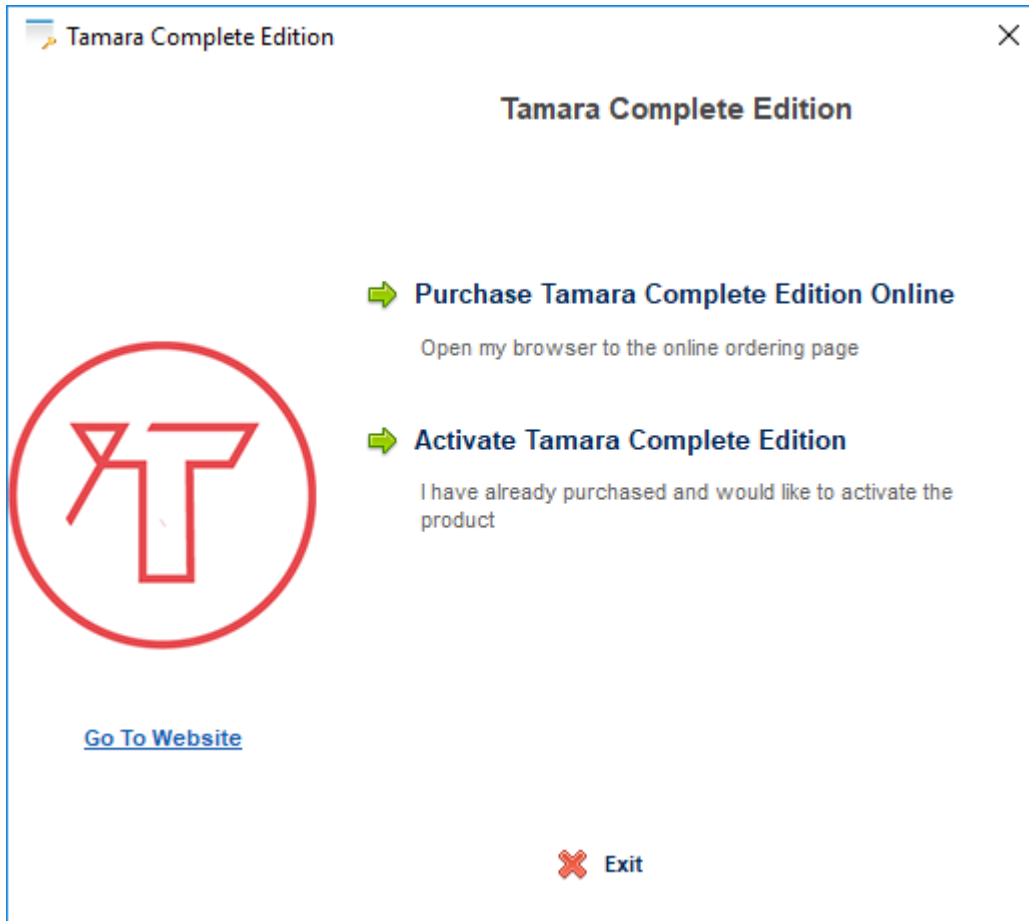 Tamara Complete Edition
Tamara Complete Edition
Purchase Tamara Complete Edition Online
Open my browser to the online ordering page
Activate Tamara Complete Edition
I have already purchased and would like to activate the
product
Go To Website
Exit